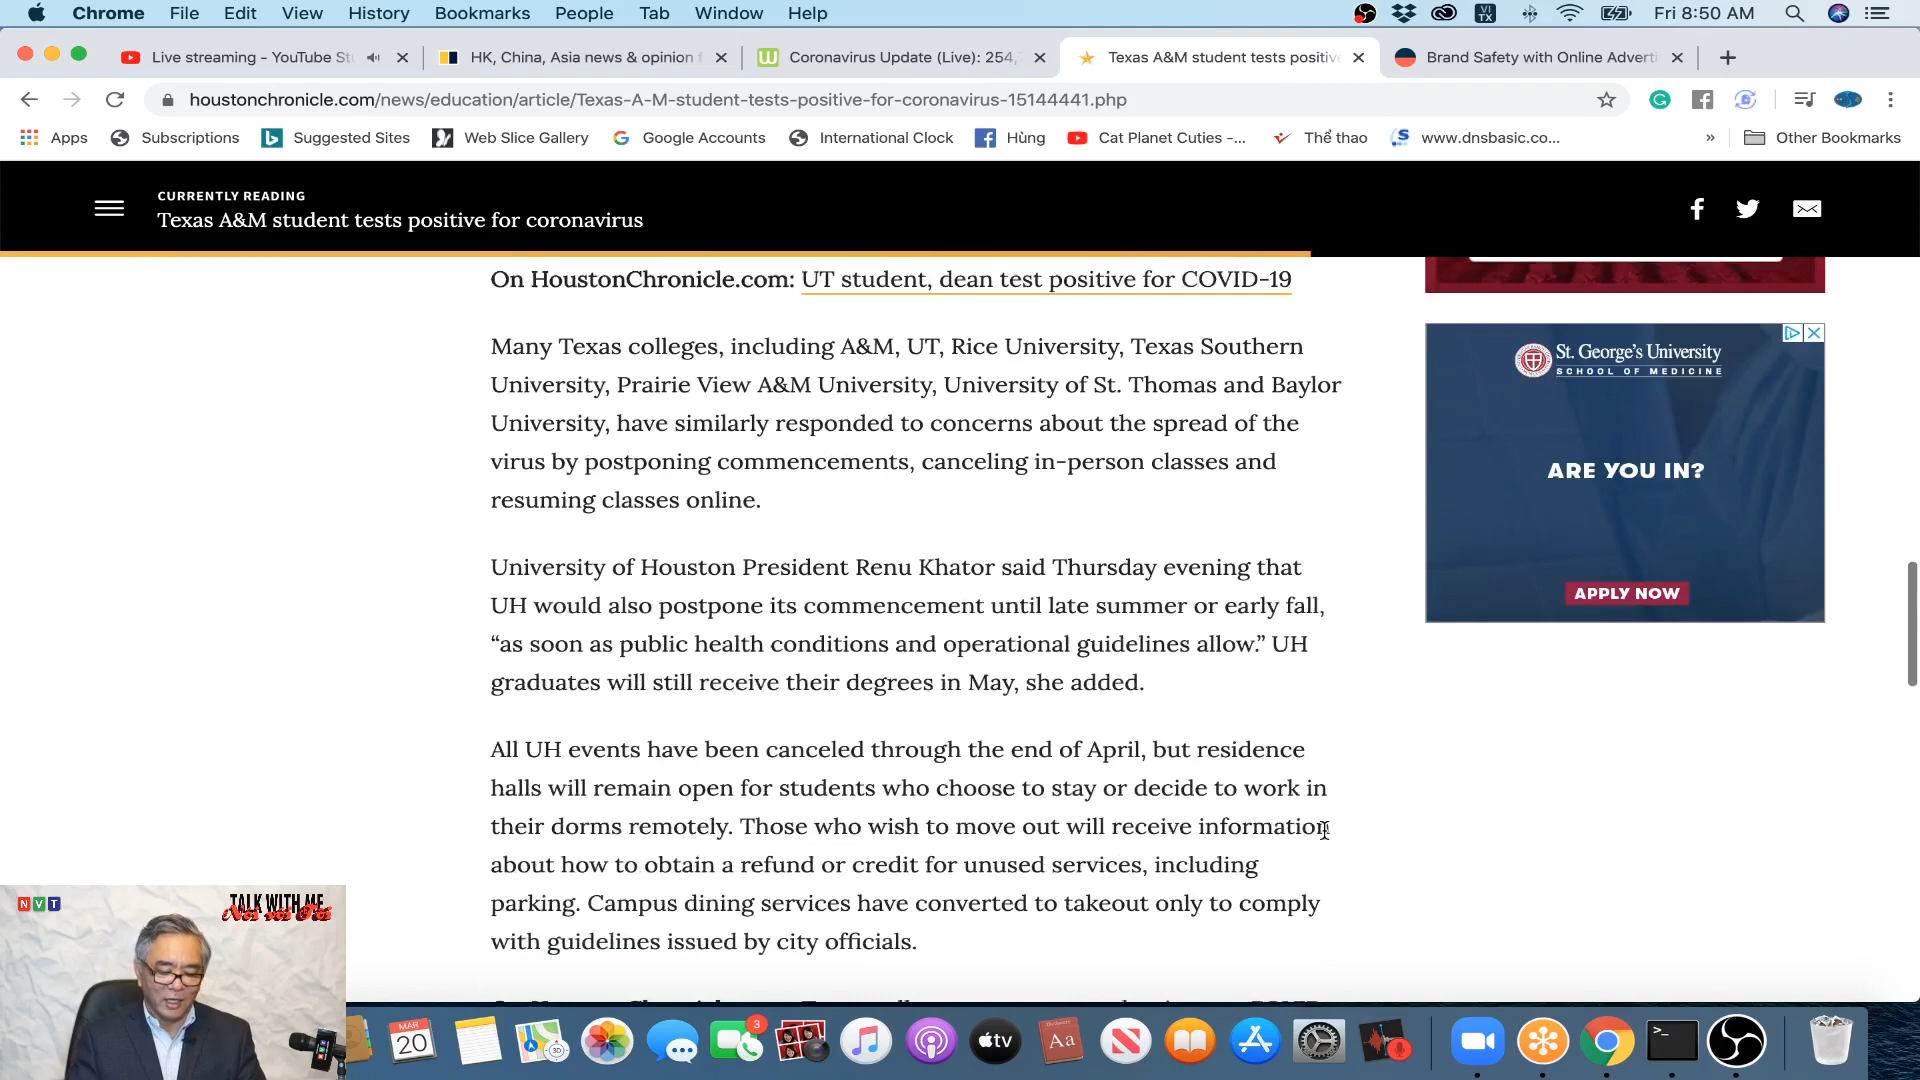 Chrome File Edit View History Bookmarks People Tab Window Help
VI TX
Fri 8:50 AM
Live streaming - YouTube Stu
HK, China, Asia news & opinion f
Coronavirus Update (Live): 254,
Texas A&M student tests positive
Brand Safety with Online Adverti
houstonchronicle.com/news/education/article/Texas-A-M-student-tests-positive-for-coronavirus-15144441.php
Apps Subscriptions Suggested Sites Web Slice Gallery Google Accounts International Clock Hùng Cat Planet Cuties -... Thể thao www.dnsbasic.co... » Other Bookmarks
CURRENTLY READING
Texas A&M student tests positive for coronavirus
On HoustonChronicle.com: UT student, dean test positive for COVID-19
Many Texas colleges, including A&M, UT, Rice University, Texas Southern
University, Prairie View A&M University, University of St. Thomas and Baylor
University, have similarly responded to concerns about the spread of the
virus by postponing commencements, canceling in-person classes and
resuming classes online.
University of Houston President Renu Khator said Thursday evening that
UH would also postpone its commencement until late summer or early fall,
“as soon as public health conditions and operational guidelines allow.” UH
graduates will still receive their degrees in May, she added.
All UH events have been canceled through the end of April, but residence
halls will remain open for students who choose to stay or decide to work in
their dorms remotely. Those who wish to move out will receive information
about how to obtain a refund or credit for unused services, including
parking. Campus dining services have converted to takeout only to comply
with guidelines issued by city officials.
St. George's University
SCHOOL OF MEDICINE
ARE YOU IN?
APPLY NOW
NVT
TALK WITH ME
MAR
20
3D
3
tv
Aa
>_